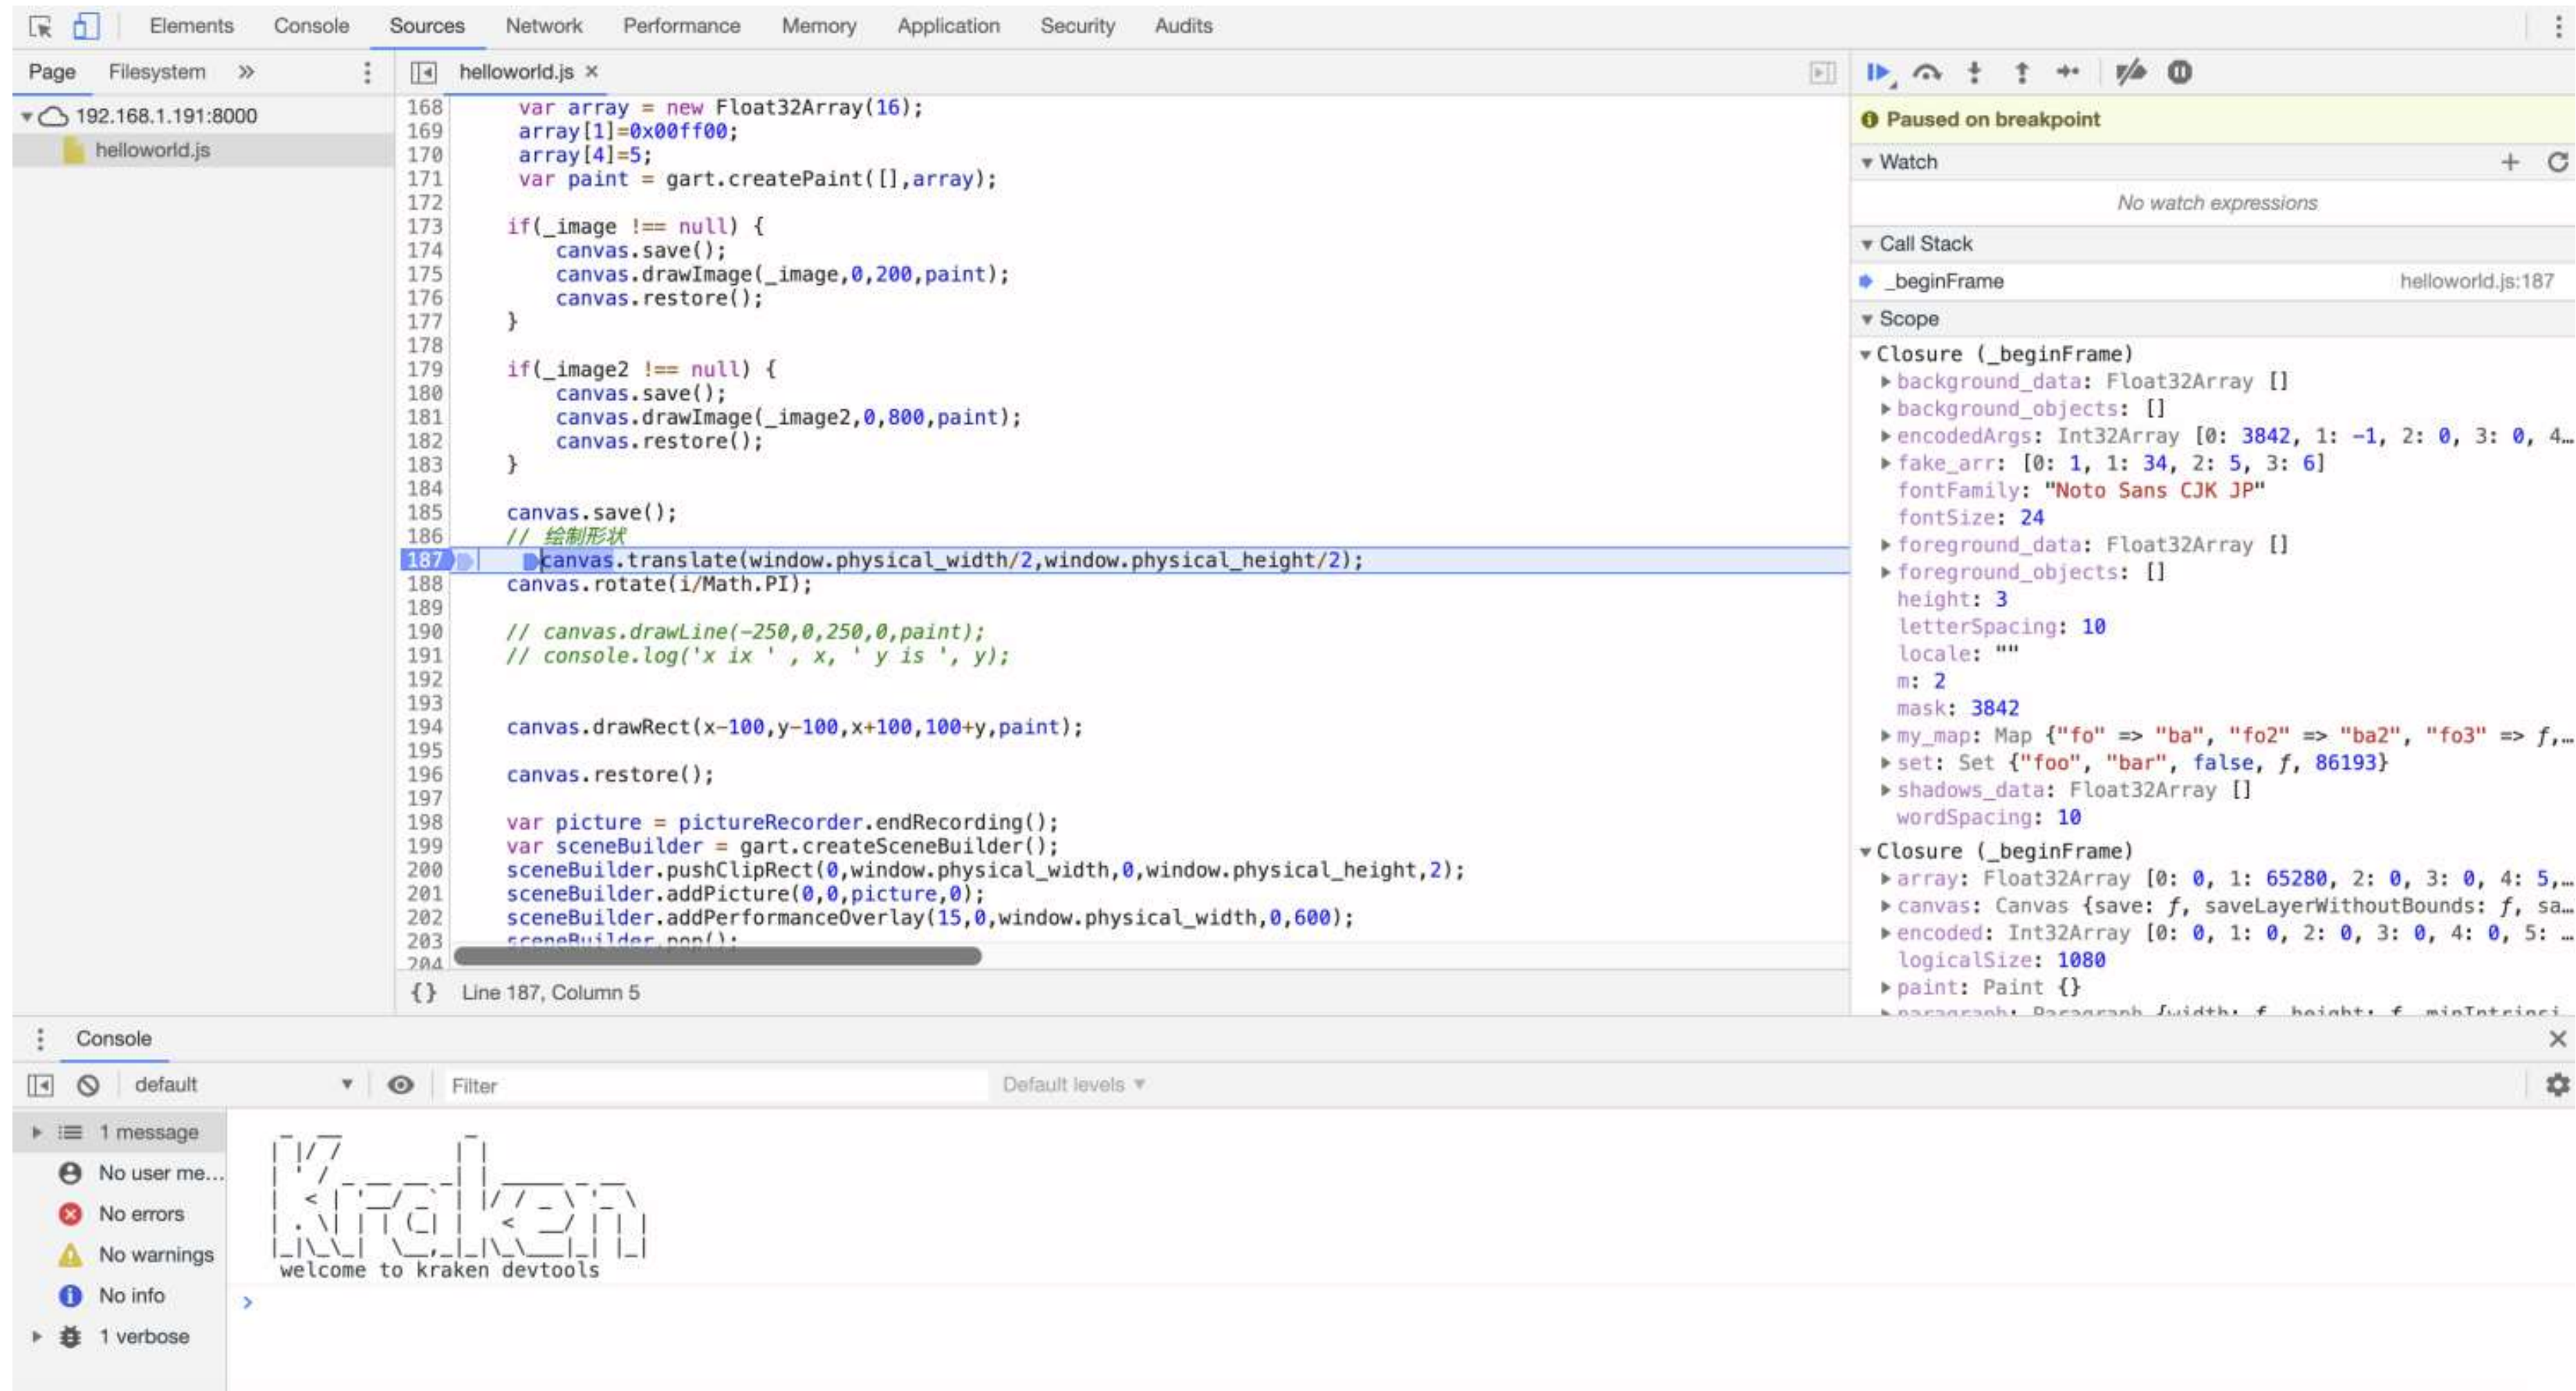 Elements Console Sources Network Performance Memory Application Security Audits
Page Filesystem »
192.168.1.191:8000
helloworld.js
helloworld.js ×
168 var array = new Float32Array(16);
169 array[1]=0x00ff00;
170 array[4]=5;
171 var paint = gart.createPaint([],array);
172
173 if(_image !== null) {
174 canvas.save();
175 canvas.drawImage(_image,0,200,paint);
176 canvas.restore();
177 }
178
179 if(_image2 !== null) {
180 canvas.save();
181 canvas.drawImage(_image2,0,800,paint);
182 canvas.restore();
183 }
184
185 canvas.save();
186 // 绘制形状
187 canvas.translate(window.physical_width/2,window.physical_height/2);
188 canvas.rotate(i/Math.PI);
189
190 // canvas.drawLine(-250,0,250,0,paint);
191 // console.log('x ix ' , x, ' y is ', y);
192
193
194 canvas.drawRect(x-100,y-100,x+100,100+y,paint);
195
196 canvas.restore();
197
198 var picture = pictureRecorder.endRecording();
199 var sceneBuilder = gart.createSceneBuilder();
200 sceneBuilder.pushClipRect(0,window.physical_width,0,window.physical_height,2);
201 sceneBuilder.addPicture(0,0,picture,0);
202 sceneBuilder.addPerformanceOverlay(15,0,window.physical_width,0,600);
203 sceneBuilder.pop();
204
{} Line 187, Column 5
Paused on breakpoint
Watch
No watch expressions
Call Stack
_beginFrame helloworld.js:187
Scope
Closure (_beginFrame)
background_data: Float32Array []
background_objects: []
encodedArgs: Int32Array [0: 3842, 1: -1, 2: 0, 3: 0, 4…
fake_arr: [0: 1, 1: 34, 2: 5, 3: 6]
fontFamily: "Noto Sans CJK JP"
fontSize: 24
foreground_data: Float32Array []
foreground_objects: []
height: 3
letterSpacing: 10
locale: ""
m: 2
mask: 3842
my_map: Map {"fo" => "ba", "fo2" => "ba2", "fo3" => ƒ,…
set: Set {"foo", "bar", false, ƒ, 86193}
shadows_data: Float32Array []
wordSpacing: 10
Closure (_beginFrame)
array: Float32Array [0: 0, 1: 65280, 2: 0, 3: 0, 4: 5,…
canvas: Canvas {save: ƒ, saveLayerWithoutBounds: ƒ, sa…
encoded: Int32Array [0: 0, 1: 0, 2: 0, 3: 0, 4: 0, 5: …
logicalSize: 1080
paint: Paint {}
paragraph: Paragraph {width: ƒ, height: ƒ, minIntrinsi…
Console
default Filter Default levels
1 message
No user me…
No errors
No warnings
No info
1 verbose
Kraken
welcome to kraken devtools
>